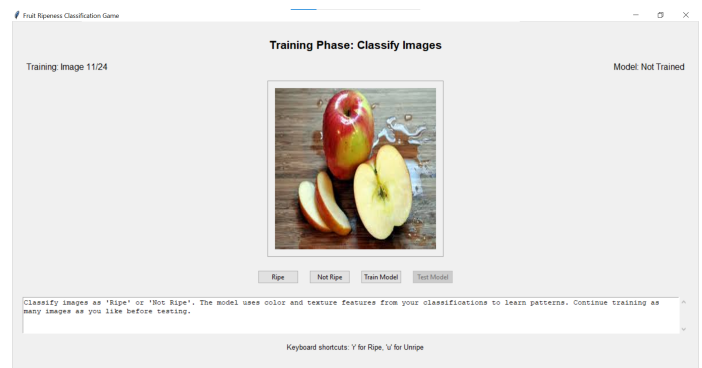 Fruit Ripeness Classification Game
Training Phase: Classify Images
Training: Image 11/24
Model: Not Trained
Ripe
Not Ripe
Train Model
Test Model
Classify images as 'Ripe' or 'Not Ripe'. The model uses color and texture features from your classifications to learn patterns. Continue training as
many images as you like before testing.
Keyboard shortcuts: 'r' for Ripe, 'u' for Unripe